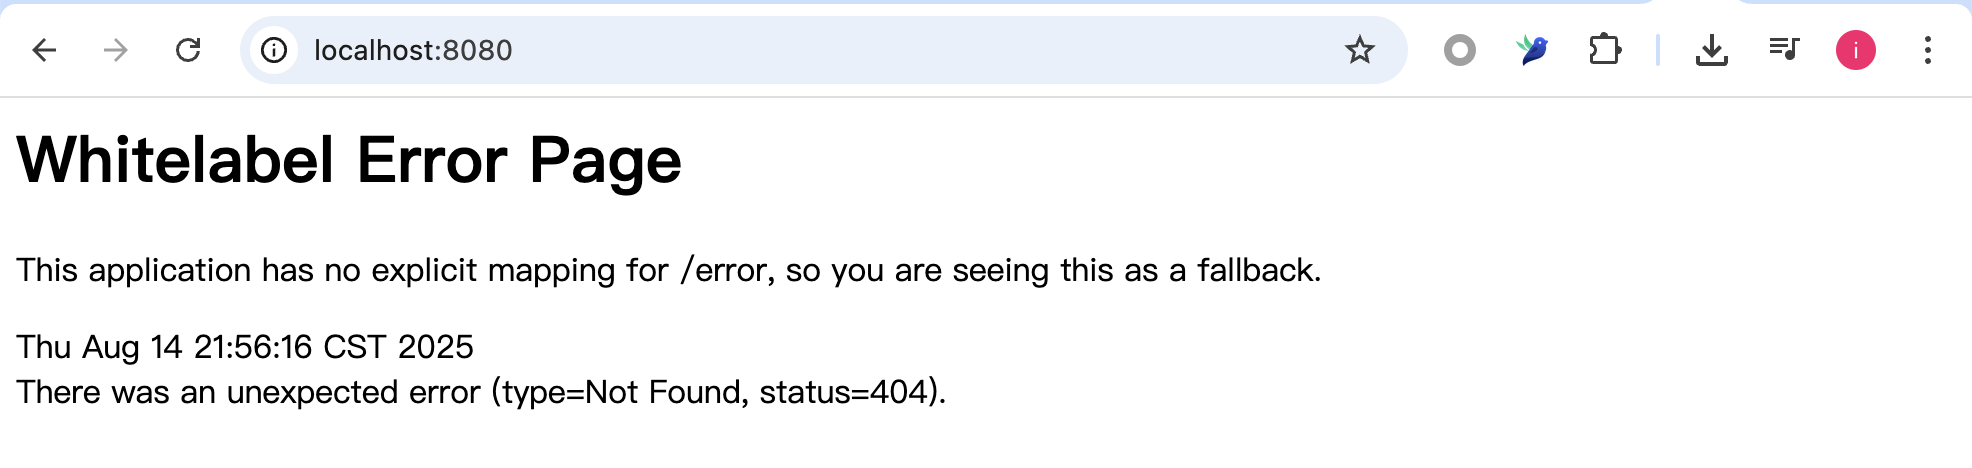 localhost:8080
i
Whitelabel Error Page
This application has no explicit mapping for /error, so you are seeing this as a fallback.
Thu Aug 14 21:56:16 CST 2025
There was an unexpected error (type=Not Found, status=404).